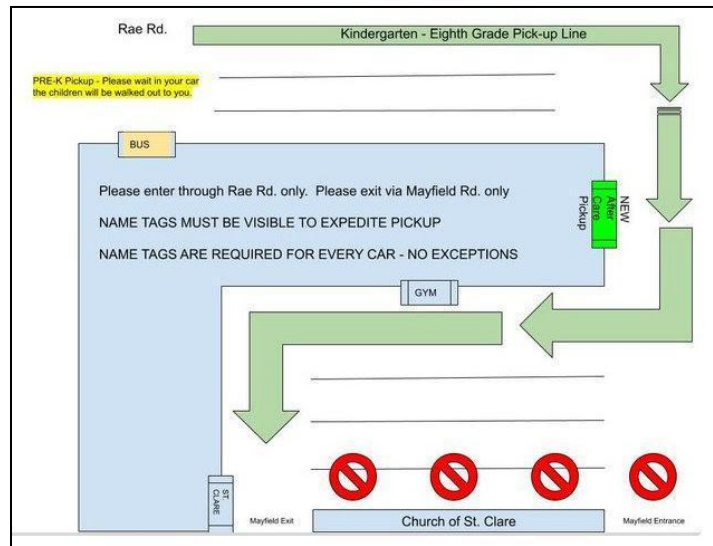 Rae Rd.
Kindergarten - Eighth Grade Pick-up Line
PRE-K Pickup - Please wait in your car
the children will be walked out to you.
BUS
Please enter through Rae Rd. only.  Please exit via Mayfield Rd. only
NAME TAGS MUST BE VISIBLE TO EXPEDITE PICKUP
NAME TAGS ARE REQUIRED FOR EVERY CAR - NO EXCEPTIONS
NEW
After
Care
Pickup
GYM
ST.
CLARE
Mayfield Exit
Church of St. Clare
Mayfield Entrance